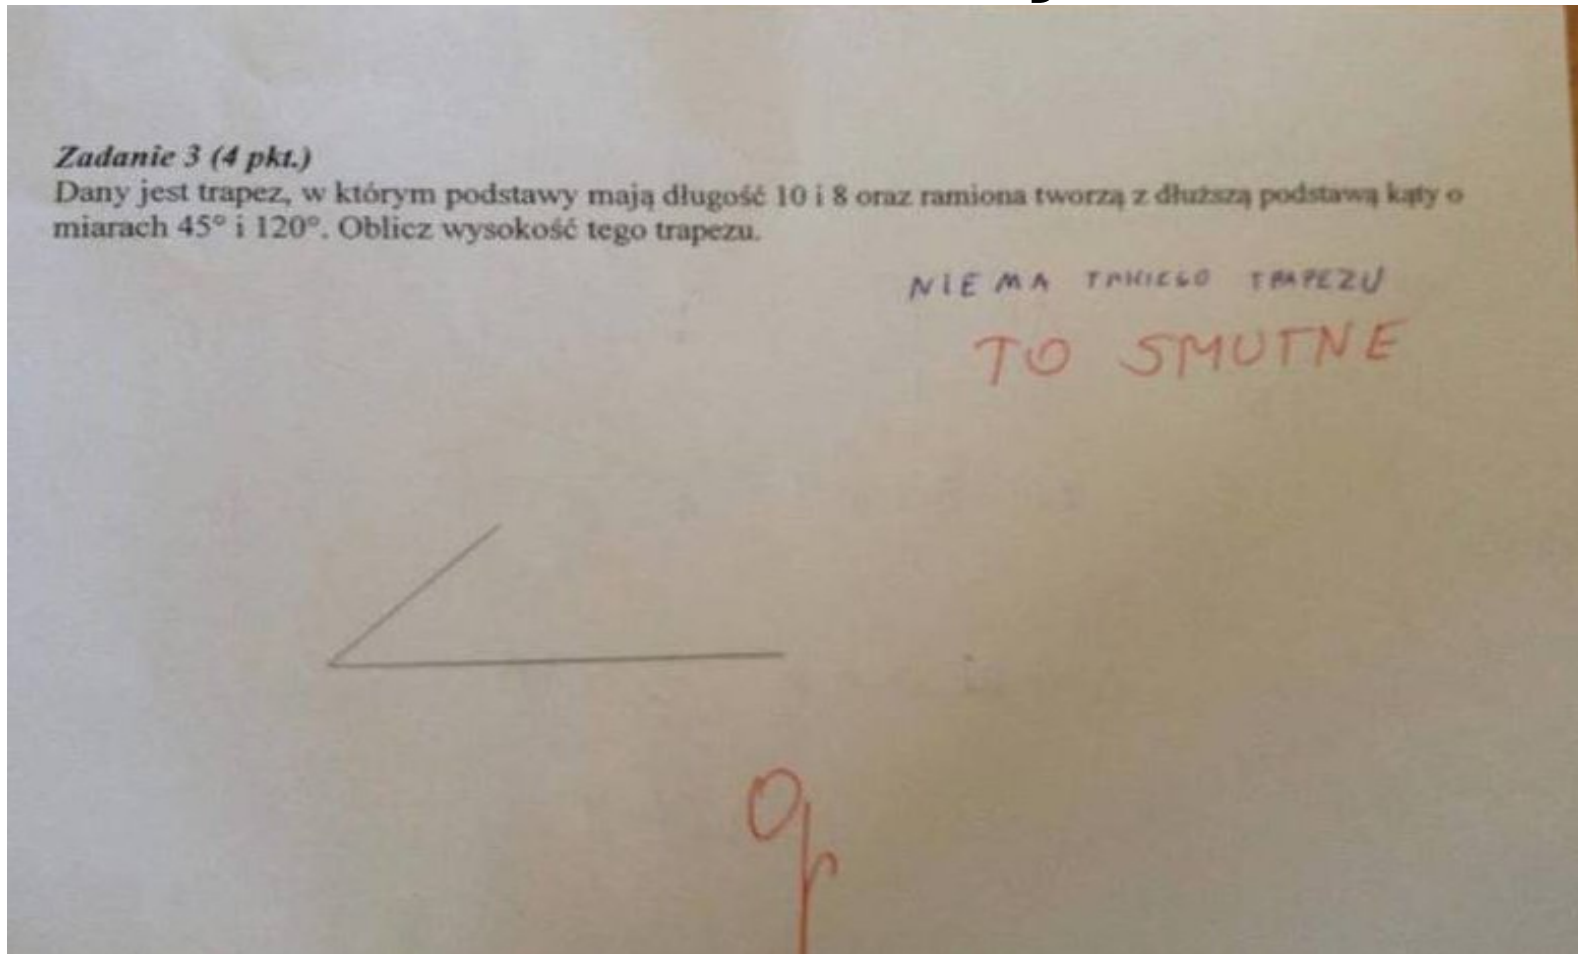 Zadanie 3 (4 pkt.)
Dany jest trapez, w którym podstawy mają długość 10 i 8 oraz ramiona tworzą z dłuższą podstawą kąty o
miarach 45° i 120°. Oblicz wysokość tego trapezu.
NIE MA TAKIEGO TRAPEZU
TO SMUTNE
0p